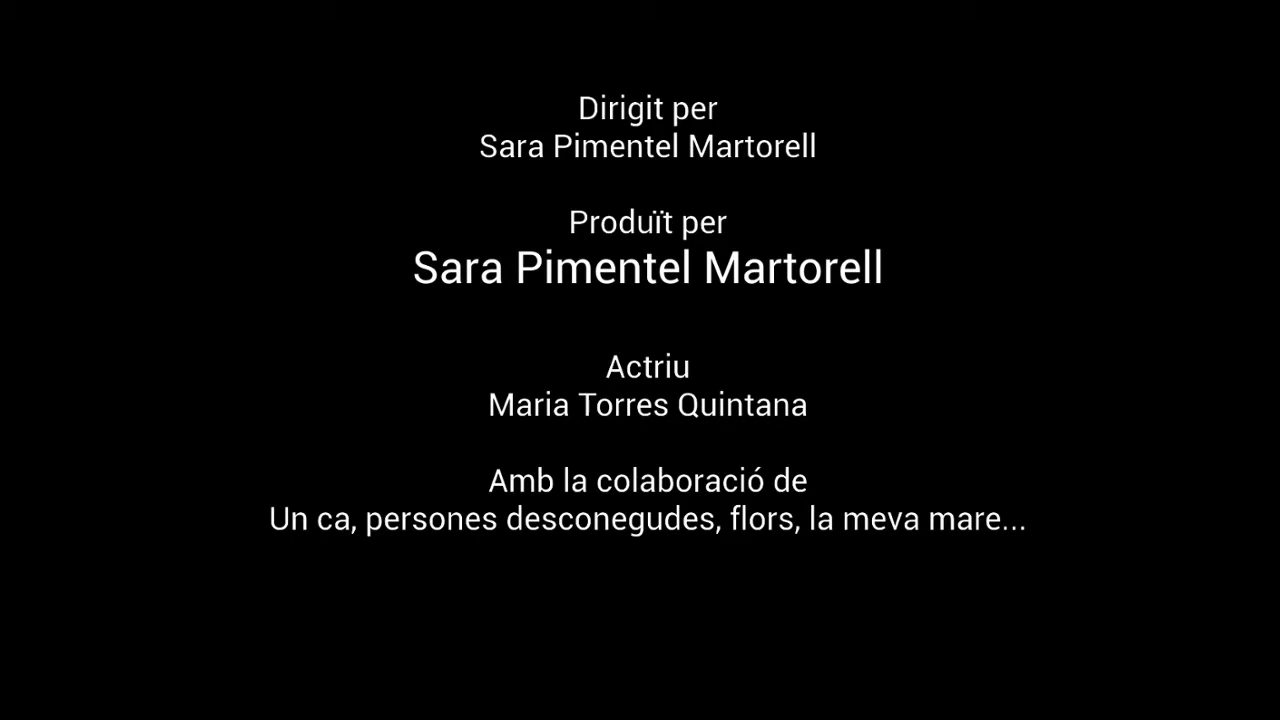 Dirigit per
Sara Pimentel Martorell
Produït per
Sara Pimentel Martorell
Actriu
Maria Torres Quintana
Amb la colaboració de
Un ca, persones desconegudes, flors, la meva mare...